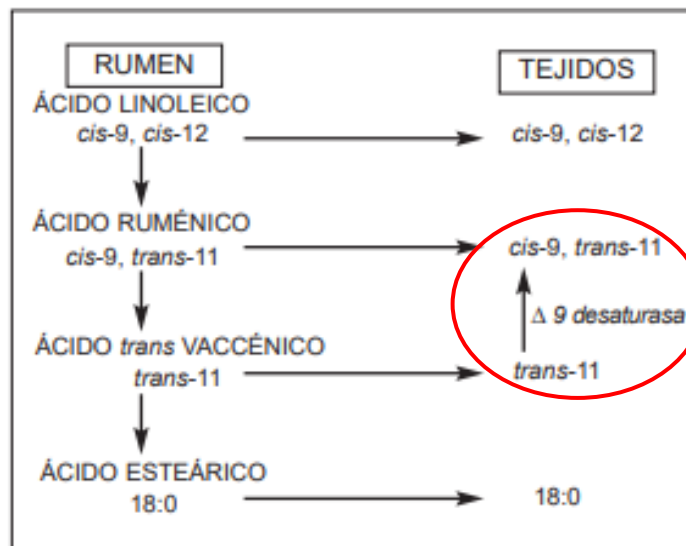 RUMEN
TEJIDOS
ÁCIDO LINOLEICO
cis-9, cis-12
cis-9, cis-12
ÁCIDO RUMÉNICO
cis-9, trans-11
cis-9, trans-11
Δ 9 desaturasa
ÁCIDO trans VACCÉNICO
trans-11
trans-11
ÁCIDO ESTEÁRICO
18:0
18:0